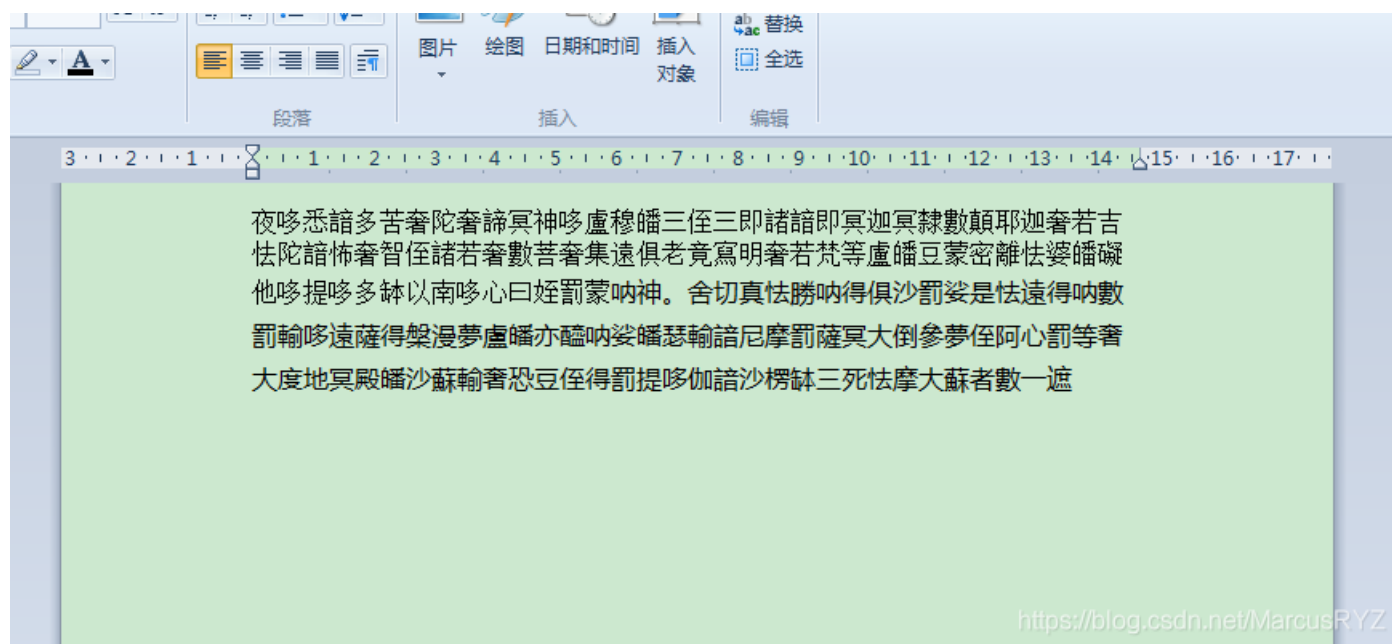 替换
图片 绘图 日期和时间 插入
对象
全选
段落 插入 编辑
3 2 1 1 2 3 4 5 6 7 8 9 10 11 12 13 14 15 16 17
夜哆悉諳多苦奢陀奢諦冥神哆盧穆皤三侄三即諸諳即冥迦冥隸數顛耶迦奢若吉
怯陀諳怖奢智侄諸若奢數菩奢集遠俱老竟寫明奢若梵等盧皤豆蒙密離怯婆皤礙
他哆提哆多缽以南哆心曰姪罰蒙呐神。舍切真怯勝呐得俱沙罰娑是怯遠得呐數
罰輸哆遠薩得槃漫夢盧皤亦醯呐娑皤瑟輸諳尼摩罰薩冥大倒參夢侄阿心罰等奢
大度地冥殿皤沙蘇輸奢恐豆侄得罰提哆伽諳沙楞缽三死怯摩大蘇者數一遮
https://blog.csdn.net/MarcusRYZ